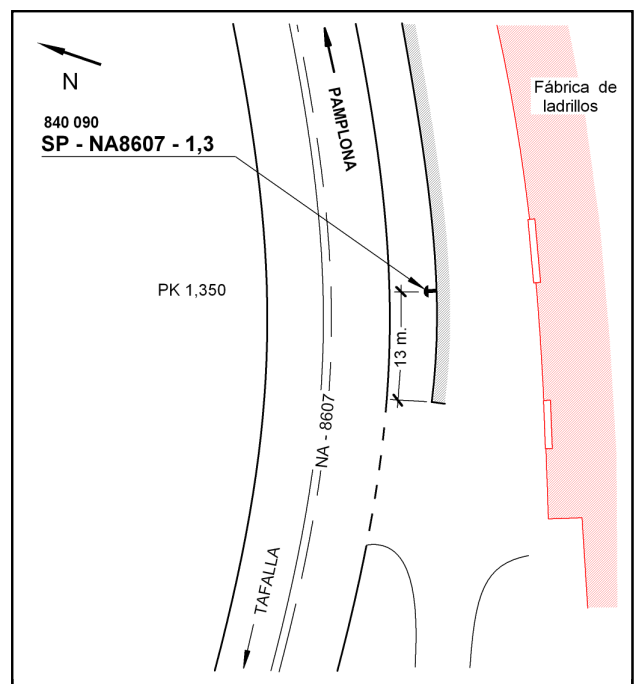 N
840 090
SP - NA8607 - 1,3
PAMPLONA
Fábrica de
ladrillos
PK 1,350
13 m.
NA - 8607
TAFALLA